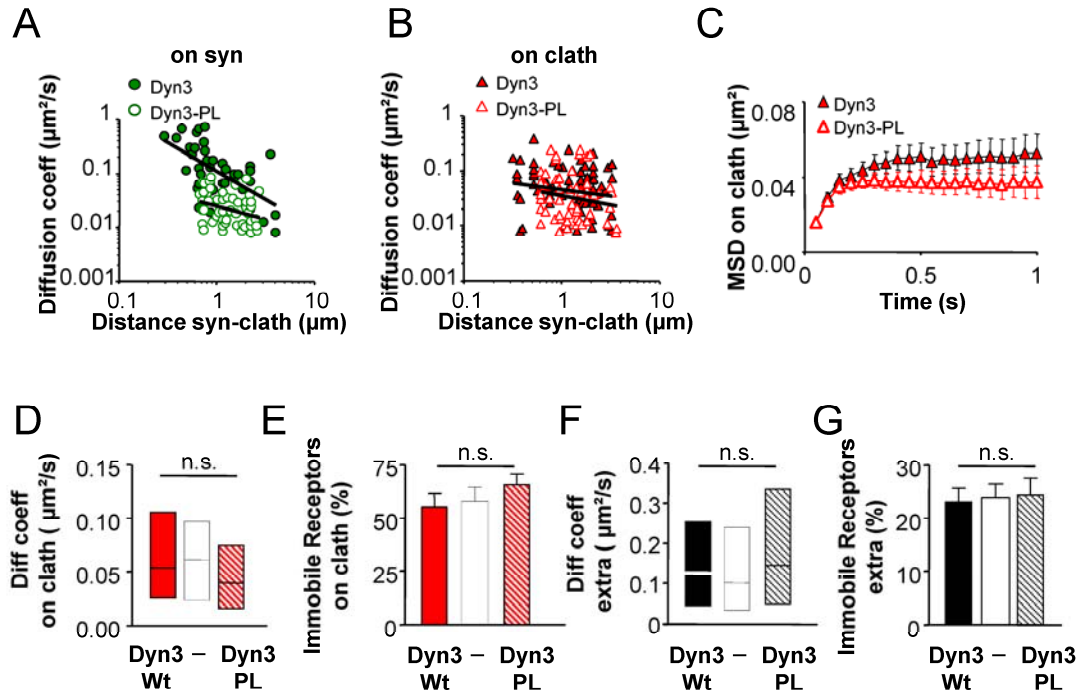 A
on syn
Dyn3
Dyn3-PL
Diffusion coeff (µm²/s)
1
0.1
0.01
0.001
0.1
1
10
Distance syn-clath (µm)
B
on clath
Dyn3
Dyn3-PL
Diffusion coeff (µm²/s)
1
0.1
0.01
0.001
0.1
1
10
Distance syn-clath (µm)
C
MSD on clath (µm²)
Dyn3
Dyn3-PL
0.08
0.04
0.00
0.5
1
Time (s)
D
Diff coeff
on clath ( µm²/s)
n.s.
0.15
0.10
0.05
0.00
Dyn3 – Dyn3
Wt PL
E
Immobile Receptors
on clath (%)
n.s.
75
50
25
0
Dyn3 – Dyn3
Wt PL
F
Diff coeff
extra ( µm²/s)
n.s.
0.4
0.3
0.2
0.1
0
Dyn3 – Dyn3
Wt PL
G
Immobile Receptors
extra (%)
n.s.
30
20
10
0
Dyn3 – Dyn3
Wt PL